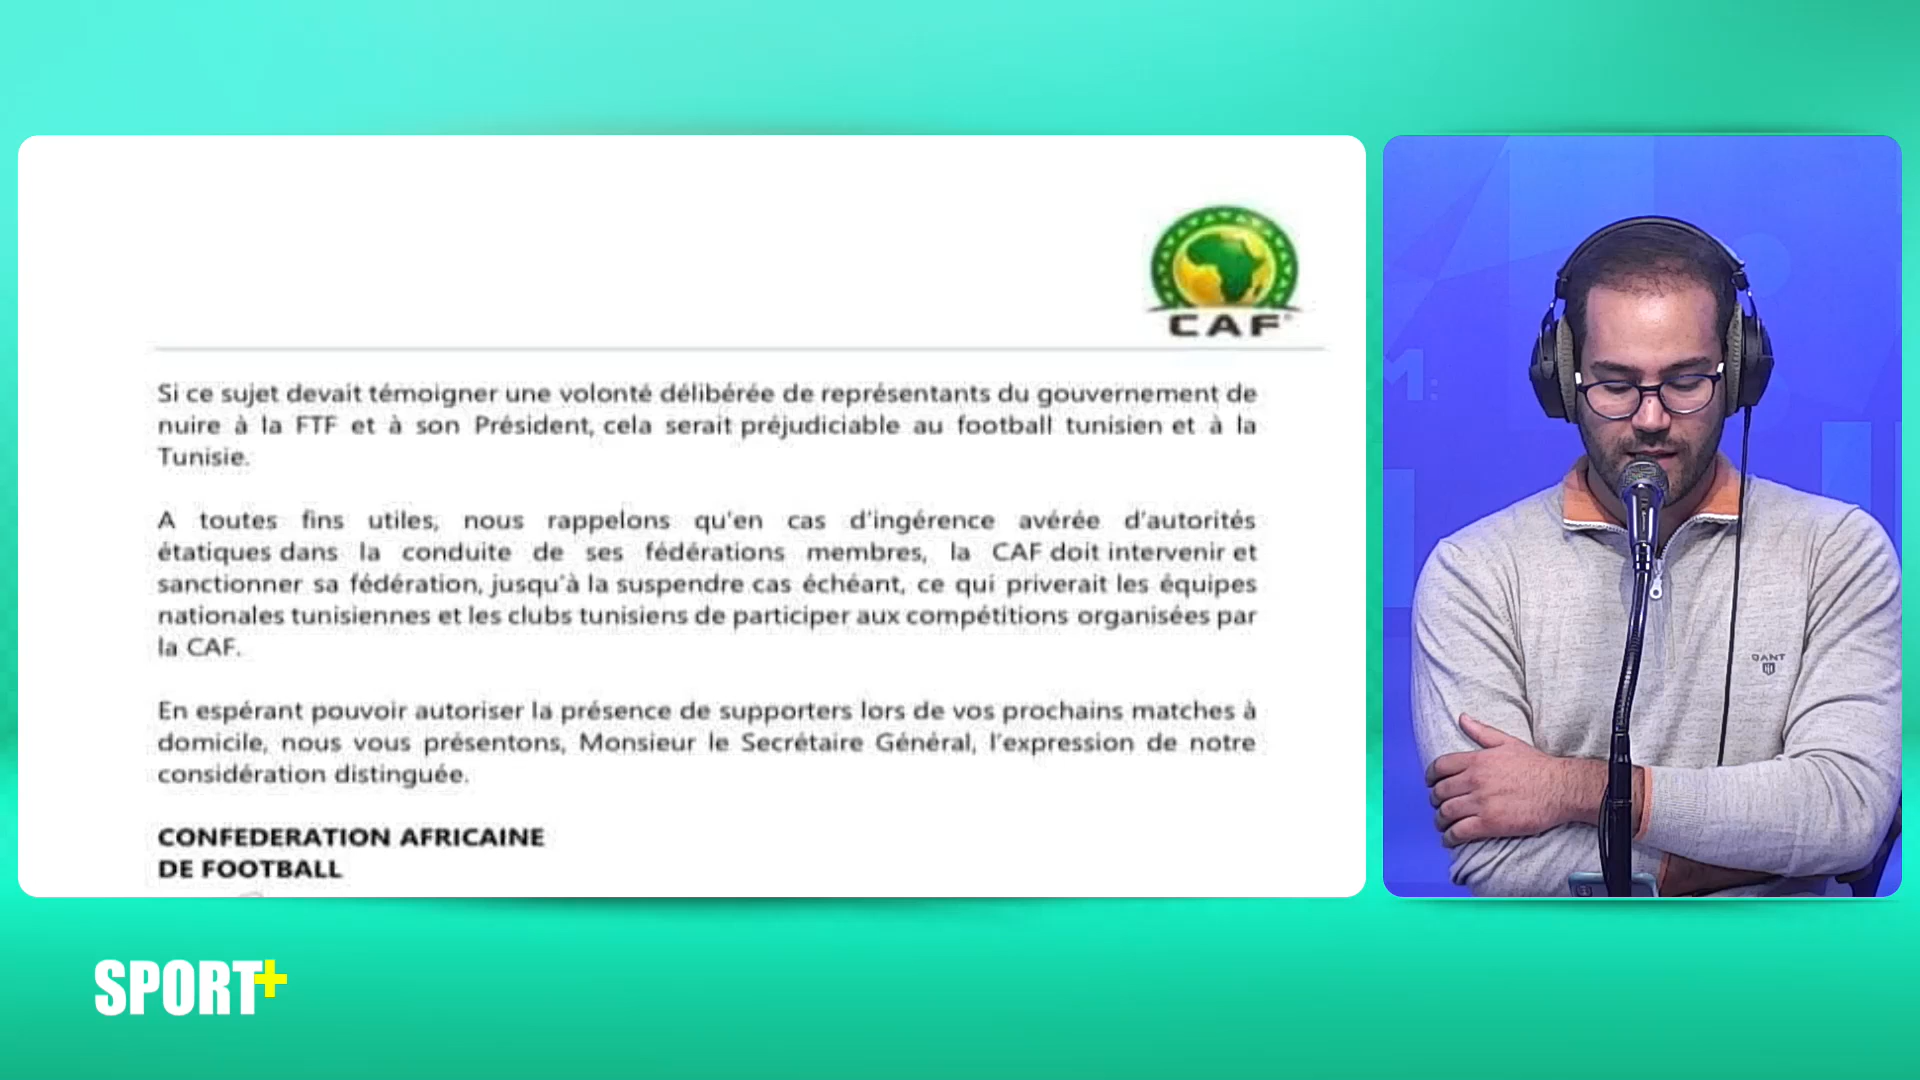 CAF
Si ce sujet devait témoigner une volonté délibérée de représentants du gouvernement de
nuire à la FTF et à son Président, cela serait préjudiciable au football tunisien et à la
Tunisie.
A toutes fins utiles, nous rappelons qu'en cas d'ingérence avérée d'autorités
étatiques dans la conduite de ses fédérations membres, la CAF doit intervenir et
sanctionner sa fédération, jusqu'à la suspendre cas échéant, ce qui priverait les équipes
nationales tunisiennes et les clubs tunisiens de participer aux compétitions organisées par
la CAF.
En espérant pouvoir autoriser la présence de supporters lors de vos prochains matches à
domicile, nous vous présentons, Monsieur le Secrétaire Général, l'expression de notre
considération distinguée.
CONFEDERATION AFRICAINE
DE FOOTBALL
GANT
SPORT+